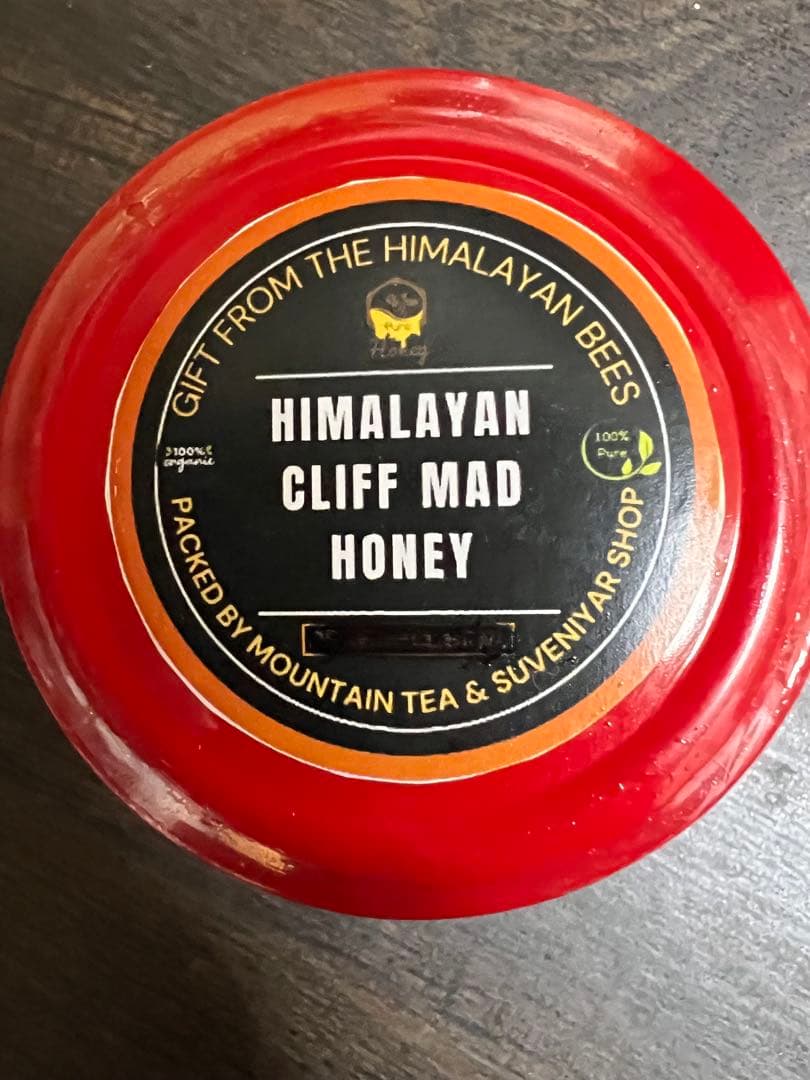 GIFT FROM THE HIMALAYAN BEES
Pure
Honey
HIMALAYAN
CLIFF MAD
HONEY
100%
organic
100%
Pure
PACKED BY MOUNTAIN TEA & SUVENIYAR SHOP